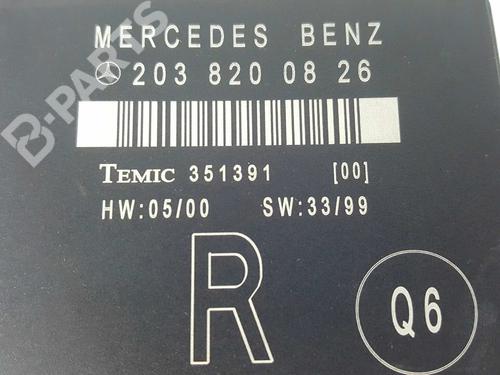 MERCEDES BENZ
203 820 08 26
TEMIC 351391 [00]
HW:05/00 SW:33/99
R
Q6
B-PARTS